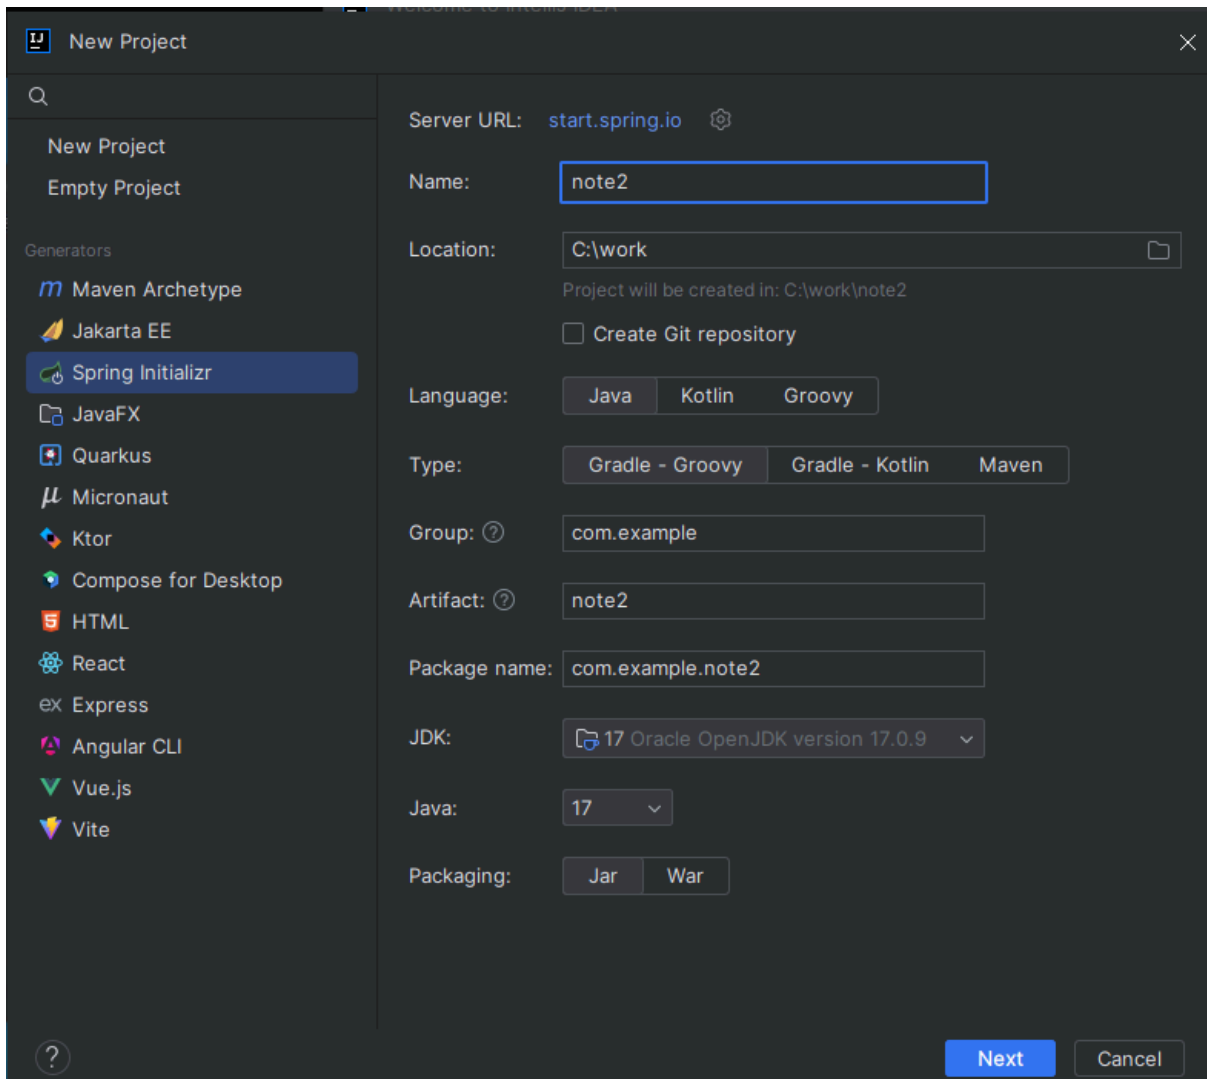 New Project
New Project
Empty Project
Generators
Maven Archetype
Jakarta EE
Spring Initializr
JavaFX
Quarkus
Micronaut
Ktor
Compose for Desktop
HTML
React
ex Express
Angular CLI
Vue.js
Vite
Server URL: start.spring.io
Name: note2
Location: C:\work
Project will be created in: C:\work\note2
Create Git repository
Language: Java Kotlin Groovy
Type: Gradle - Groovy Gradle - Kotlin Maven
Group: ? com.example
Artifact: ? note2
Package name: com.example.note2
JDK: 17 Oracle OpenJDK version 17.0.9
Java: 17
Packaging: Jar War
? Next Cancel